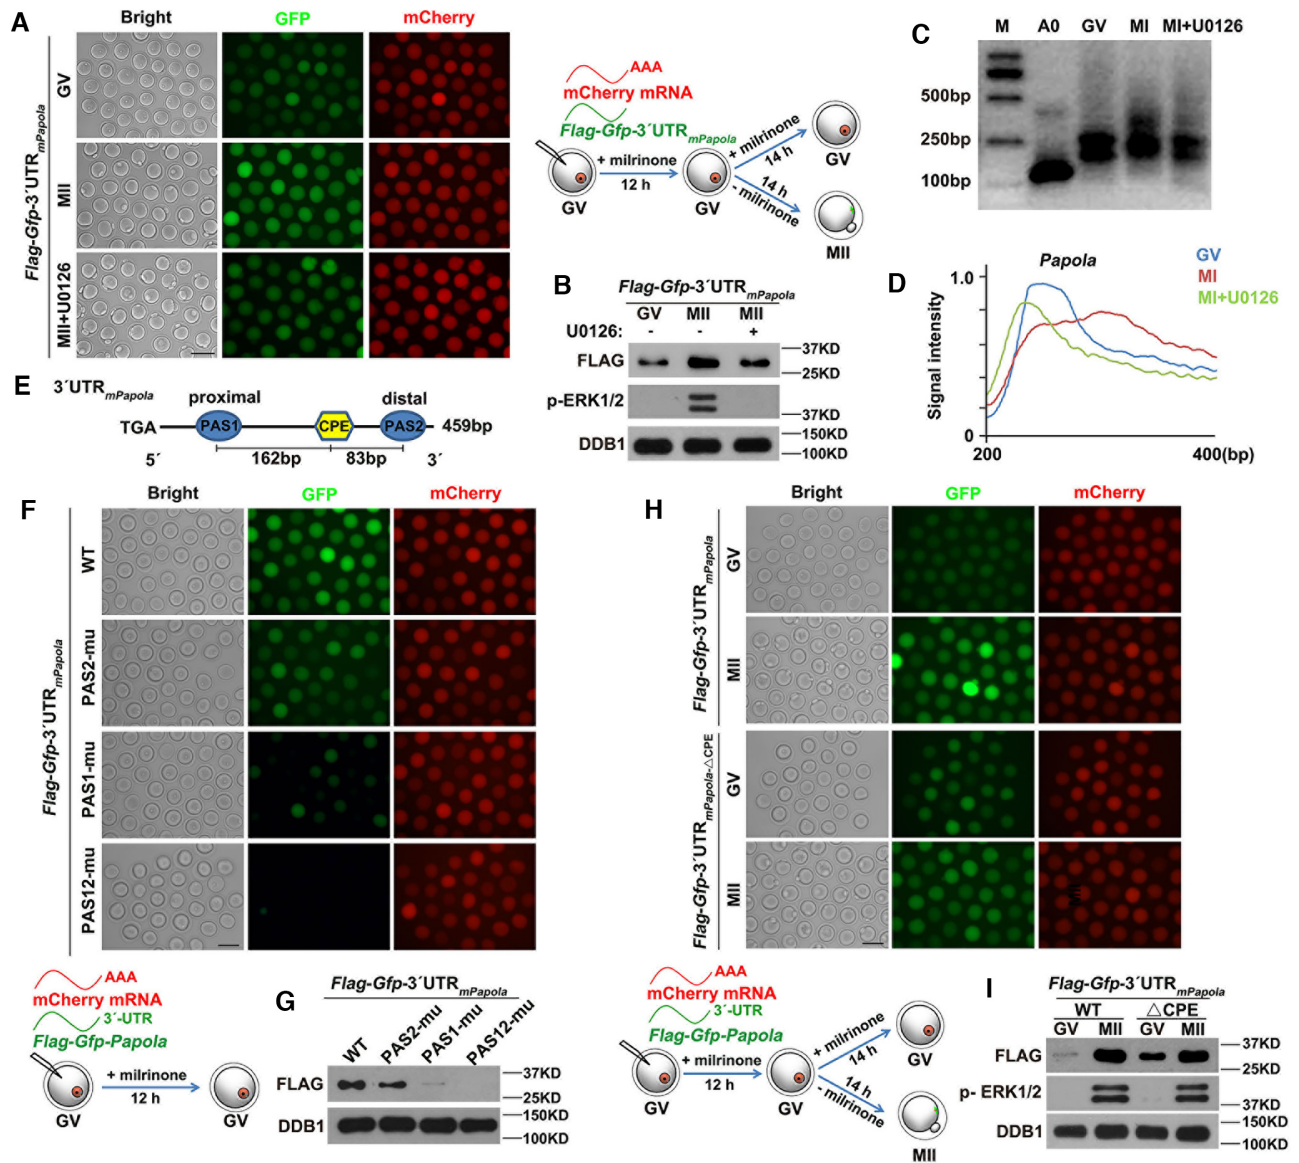 A
Bright GFP mCherry
Flag-Gfp-3´UTRmPapola
GV
MII
MII+U0126
AAA
mCherry mRNA
Flag-Gfp-3´UTRmPapola
+ milrinone
12 h
GV
GV
+ milrinone
14 h
GV
14 h
- milrinone
MII
B
Flag-Gfp-3´UTRmPapola
GV MII MII
U0126: - - +
FLAG
37KD
25KD
p-ERK1/2
37KD
DDB1
150KD
100KD
C
M A0 GV MI MI+U0126
500bp
250bp
100bp
D
Papola
GV
MI
MI+U0126
Signal intensity
1.0
0
200 400(bp)
E
3´UTRmPapola
proximal distal
TGA PAS1 CPE PAS2 459bp
5´ 162bp 83bp 3´
F
Bright GFP mCherry
Flag-Gfp-3´UTRmPapola
WT
PAS2-mu
PAS1-mu
PAS12-mu
AAA
mCherry mRNA
3´-UTR
Flag-Gfp-Papola
+ milrinone
12 h
GV
GV
G
Flag-Gfp-3´UTRmPapola
WT PAS2-mu PAS1-mu PAS12-mu
FLAG
37KD
25KD
DDB1
150KD
100KD
H
Bright GFP mCherry
Flag-Gfp-3´UTRmPapola
GV
MII
Flag-Gfp-3´UTRmPapola-△CPE
GV
MII
MII
AAA
mCherry mRNA
3´-UTR
Flag-Gfp-Papola
+ milrinone
12 h
GV
GV
+ milrinone
14 h
GV
14 h
- milrinone
MII
I
Flag-Gfp-3´UTRmPapola
WT △CPE
GV MII GV MII
FLAG
37KD
25KD
p- ERK1/2
37KD
DDB1
150KD
100KD